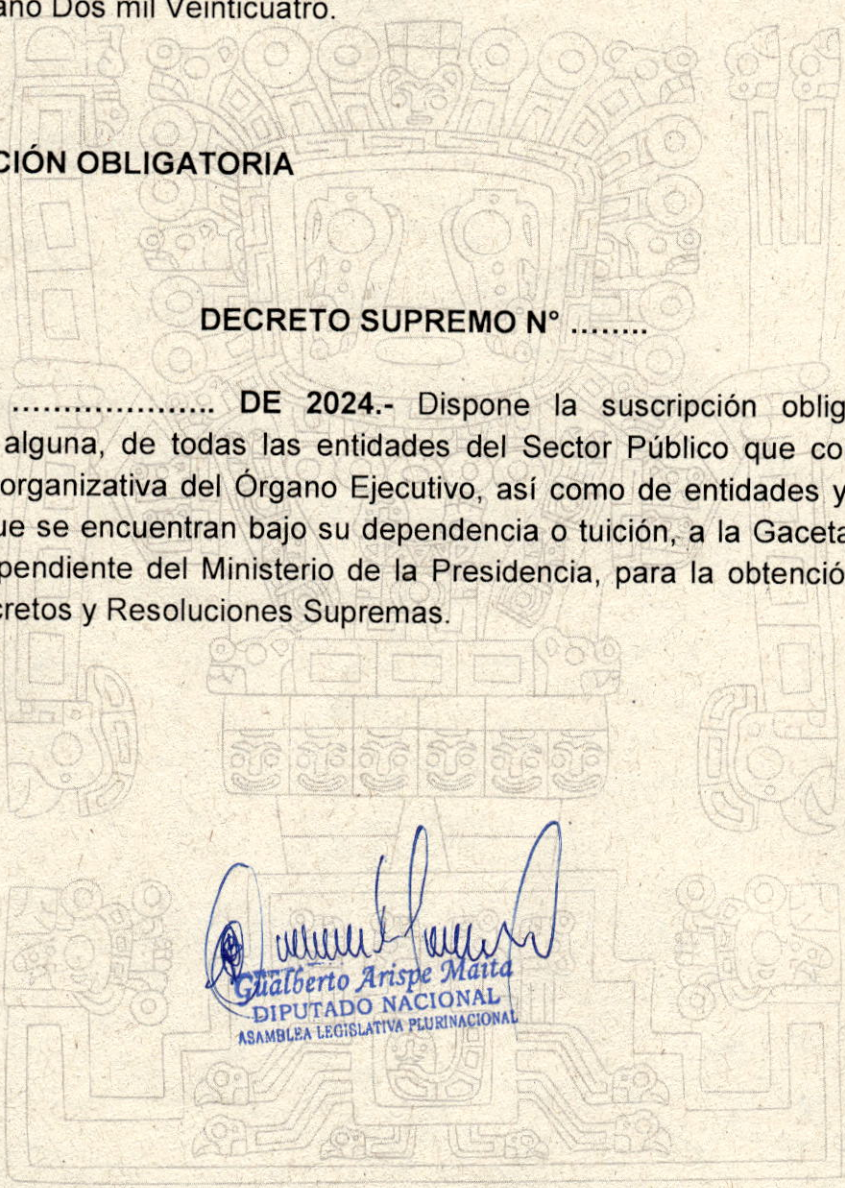 año Dos mil Veinticuatro.
CIÓN OBLIGATORIA
DECRETO SUPREMO N° ........
.................... DE 2024.- Dispone la suscripción oblig
alguna, de todas las entidades del Sector Público que co
organizativa del Órgano Ejecutivo, así como de entidades y
ue se encuentran bajo su dependencia o tuición, a la Gaceta
pendiente del Ministerio de la Presidencia, para la obtenció
cretos y Resoluciones Supremas.
Gualberto Arispe Maita
DIPUTADO NACIONAL
ASAMBLEA LEGISLATIVA PLURINACIONAL